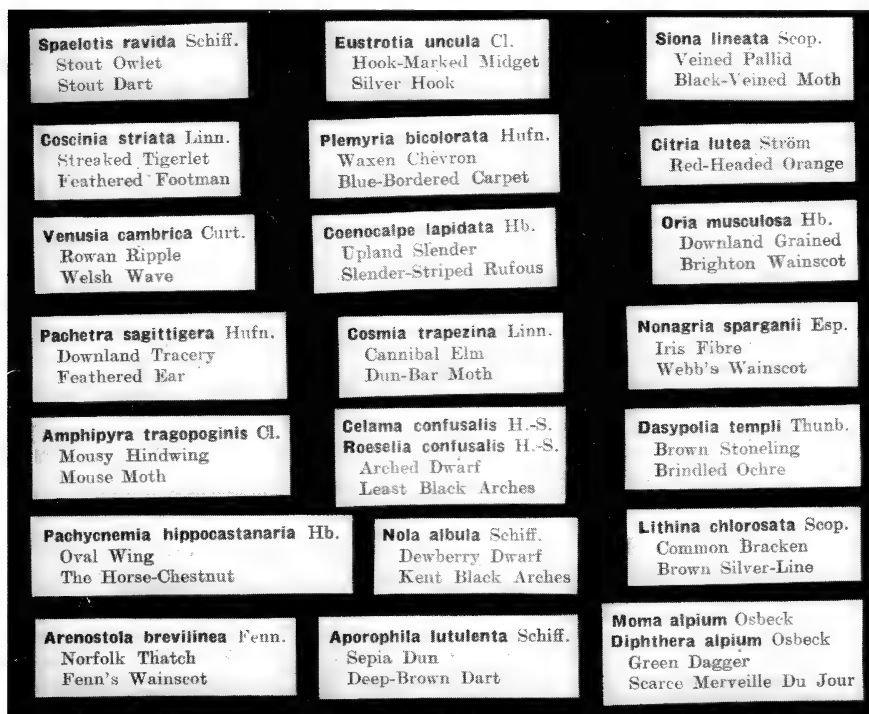 Spaelotis ravida Schiff.
Stout Owlet
Stout Dart
Eustrotia uncula Cl.
Hook-Marked Midget
Silver Hook
Siona lineata Scop.
Veined Pallid
Black-Veined Moth
Coscinia striata Linn.
Streaked Tigerlet
Feathered Footman
Plemyria bicolorata Hufn.
Waxen Chevron
Blue-Bordered Carpet
Citria lutea Ström
Red-Headed Orange
Venusia cambrica Curt.
Rowan Ripple
Welsh Wave
Coenocalpe lapidata Hb.
Upland Slender
Slender-Striped Rufous
Oria musculosa Hb.
Downland Grained
Brighton Wainscot
Pachetra sagittigera Hufn.
Downland Tracery
Feathered Ear
Cosmia trapezina Linn.
Cannibal Elm
Dun-Bar Moth
Nonagria sparganii Esp.
Iris Fibre
Webb's Wainscot
Amphipyra tragopoginis Cl.
Mousy Hindwing
Mouse Moth
Celama confusalis H.-S.
Roeselia confusalis H.-S.
Arched Dwarf
Least Black Arches
Dasypolia templi Thunb.
Brown Stoneling
Brindled Ochre
Pachycnemia hippocastanaria Hb.
Oval Wing
The Horse-Chestnut
Nola albula Schiff.
Dewberry Dwarf
Kent Black Arches
Lithina chlorosata Scop.
Common Bracken
Brown Silver-Line
Arenostola brevilinea Fenn.
Norfolk Thatch
Fenn's Wainscot
Aporophila lutulenta Schiff.
Sepia Dun
Deep-Brown Dart
Moma alpium Osbeck
Diphthera alpium Osbeck
Green Dagger
Scarce Merveille Du Jour